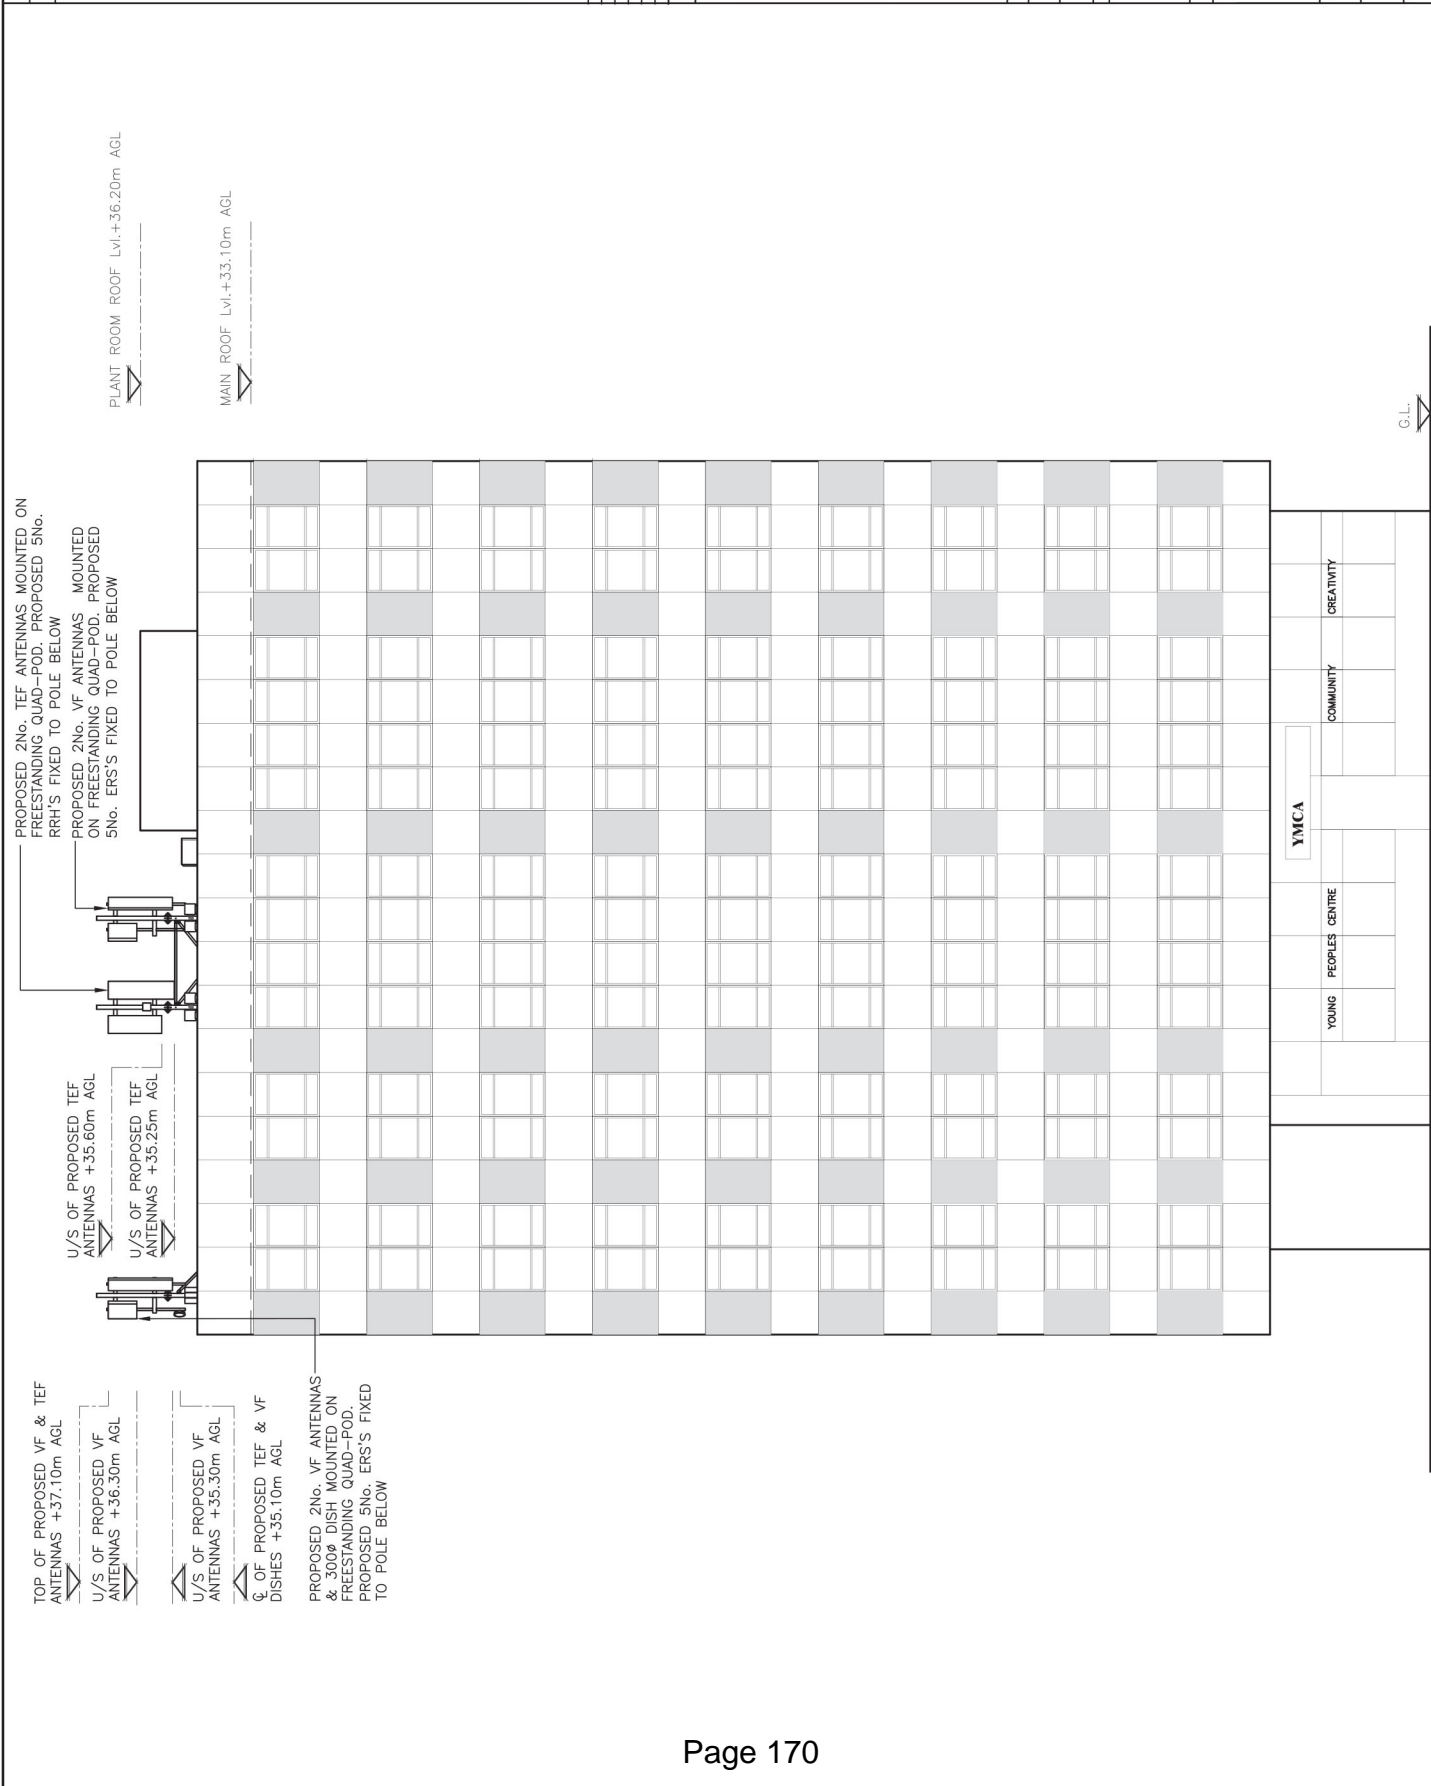 TOP OF PROPOSED VF & TEF
ANTENNAS +37.10m AGL
U/S OF PROPOSED VF
ANTENNAS +36.30m AGL
U/S OF PROPOSED VF
ANTENNAS +35.30m AGL
℄ OF PROPOSED TEF & VF
DISHES +35.10m AGL
PROPOSED 2No. VF ANTENNAS
& 300ø DISH MOUNTED ON
FREESTANDING QUAD-POD.
PROPOSED 5No. ERS'S FIXED
TO POLE BELOW
U/S OF PROPOSED TEF
ANTENNAS +35.60m AGL
U/S OF PROPOSED TEF
ANTENNAS +35.25m AGL
PROPOSED 2No. TEF ANTENNAS MOUNTED ON
FREESTANDING QUAD-POD. PROPOSED 5No.
RRH'S FIXED TO POLE BELOW
PROPOSED 2No. VF ANTENNAS MOUNTED
ON FREESTANDING QUAD-POD. PROPOSED
5No. ERS'S FIXED TO POLE BELOW
PLANT ROOM ROOF Lvl.+36.20m AGL
MAIN ROOF Lvl.+33.10m AGL
YMCA
YOUNG PEOPLES CENTRE COMMUNITY CREATIVITY
G.L.
Page 170